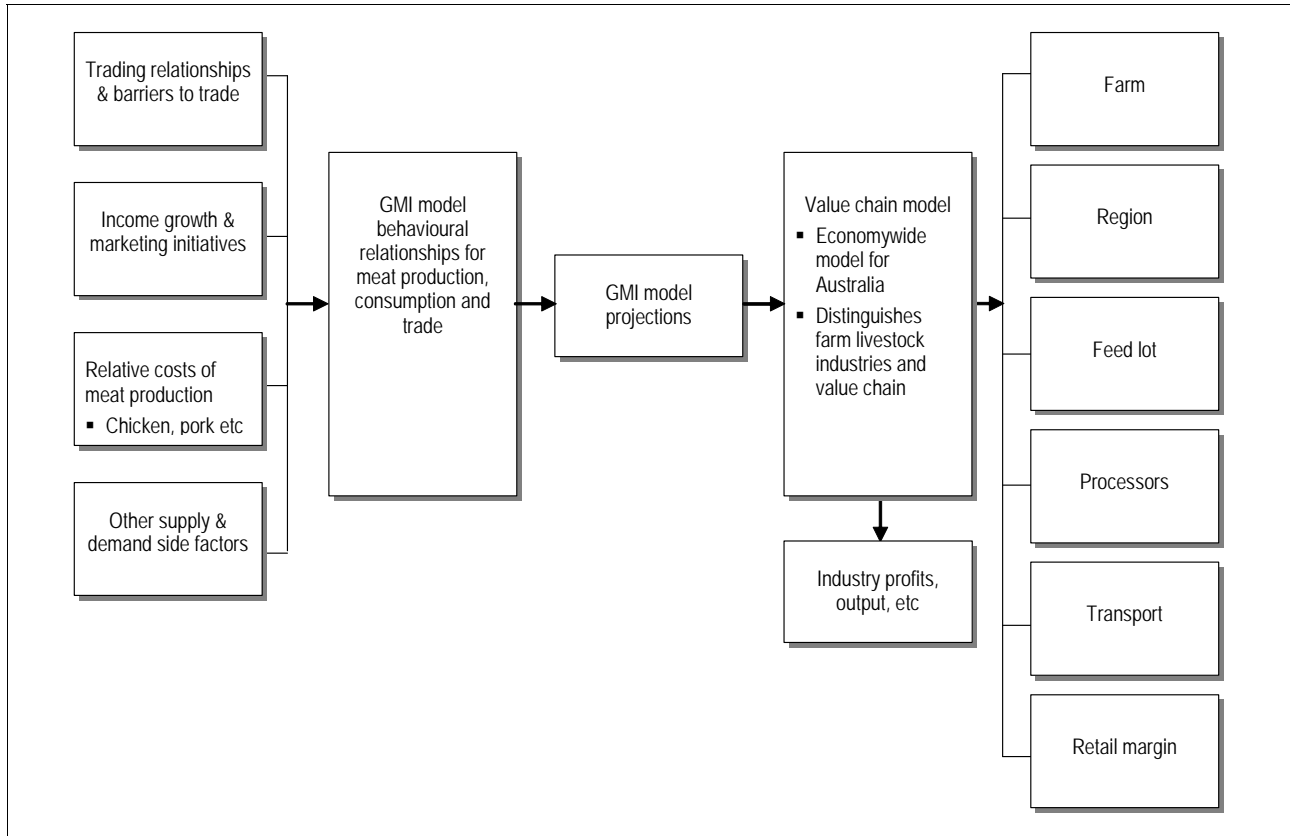 Trading relationships
& barriers to trade
Income growth &
marketing initiatives
Relative costs of
meat production
▪ Chicken, pork etc
Other supply &
demand side factors
GMI model
behavioural
relationships for
meat production,
consumption and
trade
GMI model
projections
Value chain model
▪ Economywide
model for
Australia
▪ Distinguishes
farm livestock
industries and
value chain
Industry profits,
output, etc
Farm
Region
Feed lot
Processors
Transport
Retail margin